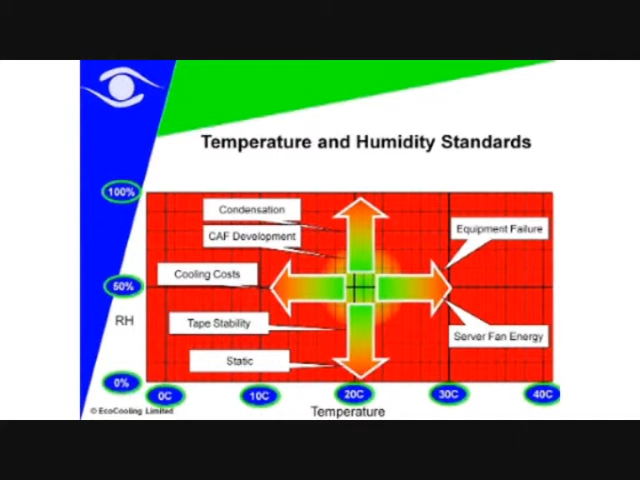 Temperature and Humidity Standards
100%
Condensation
CAF Development
Equipment Failure
Cooling Costs
50%
RH
Tape Stability
Server Fan Energy
Static
0%
0C
10C
20C
30C
40C
Temperature
© EcoCooling Limited